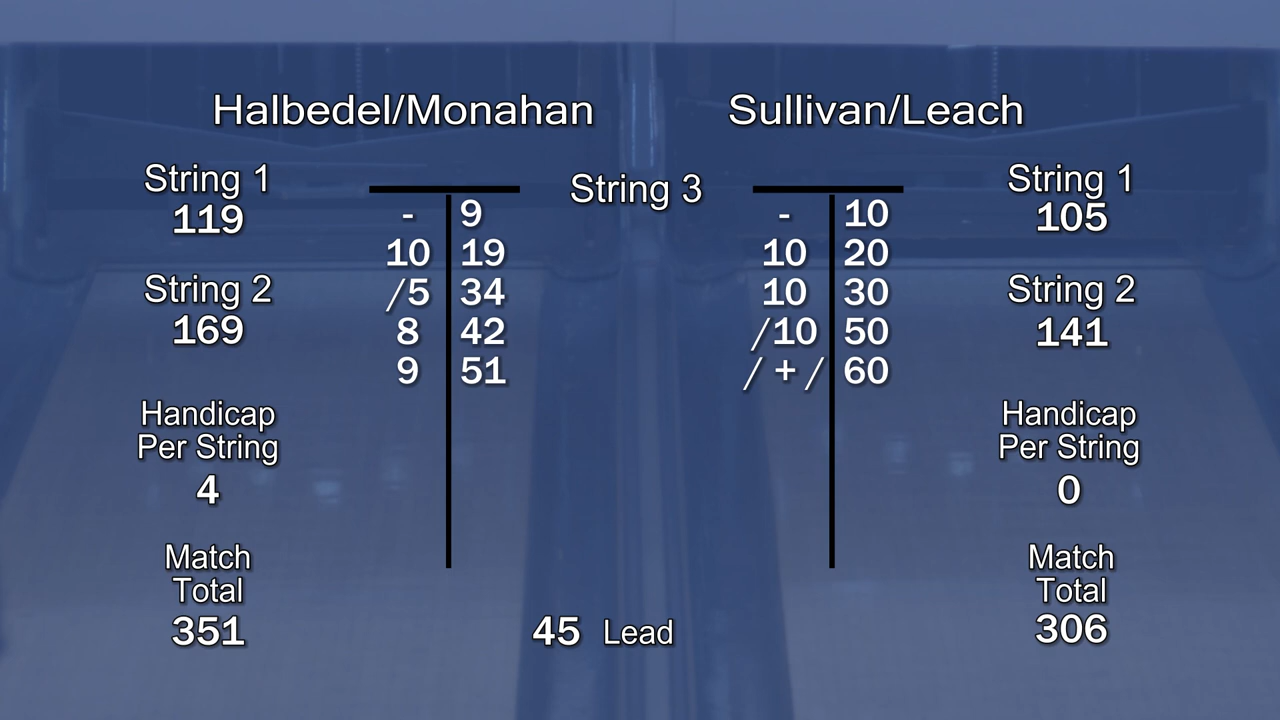 Halbedel/Monahan
Sullivan/Leach
String 1
119
String 2
169
Handicap
Per String
4
Match
Total
351
- 9
10 19
/5 34
8 42
9 51
String 3
- 10
10 20
10 30
/10 50
/ + / 60
45 Lead
String 1
105
String 2
141
Handicap
Per String
0
Match
Total
306